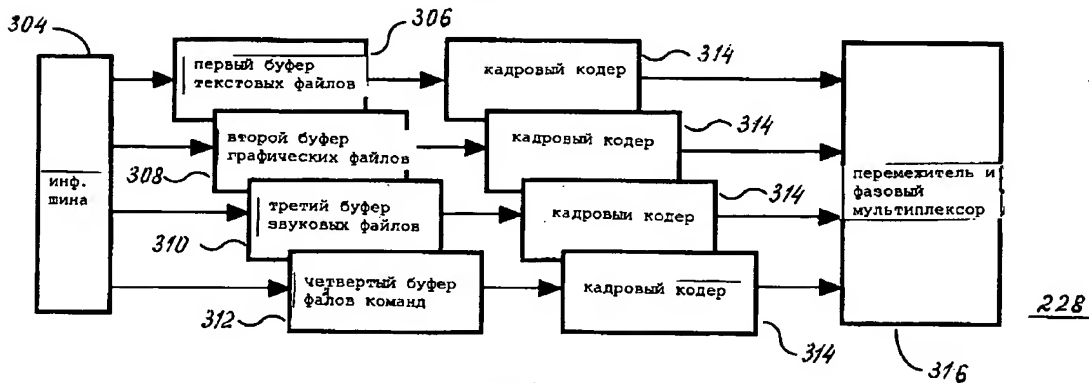 304
306
первый буфер
текстовых файлов
кадровый кодер
314
второй буфер
графических файлов
308
кадровый кодер
314
инф.
шина
третий буфер
звуковых файлов
310
кадровыи кодер
314
перемежитель и
фазовый
мультиплексор
четвертый буфер
фалов команд
312
кадровый кодер
314
228
316